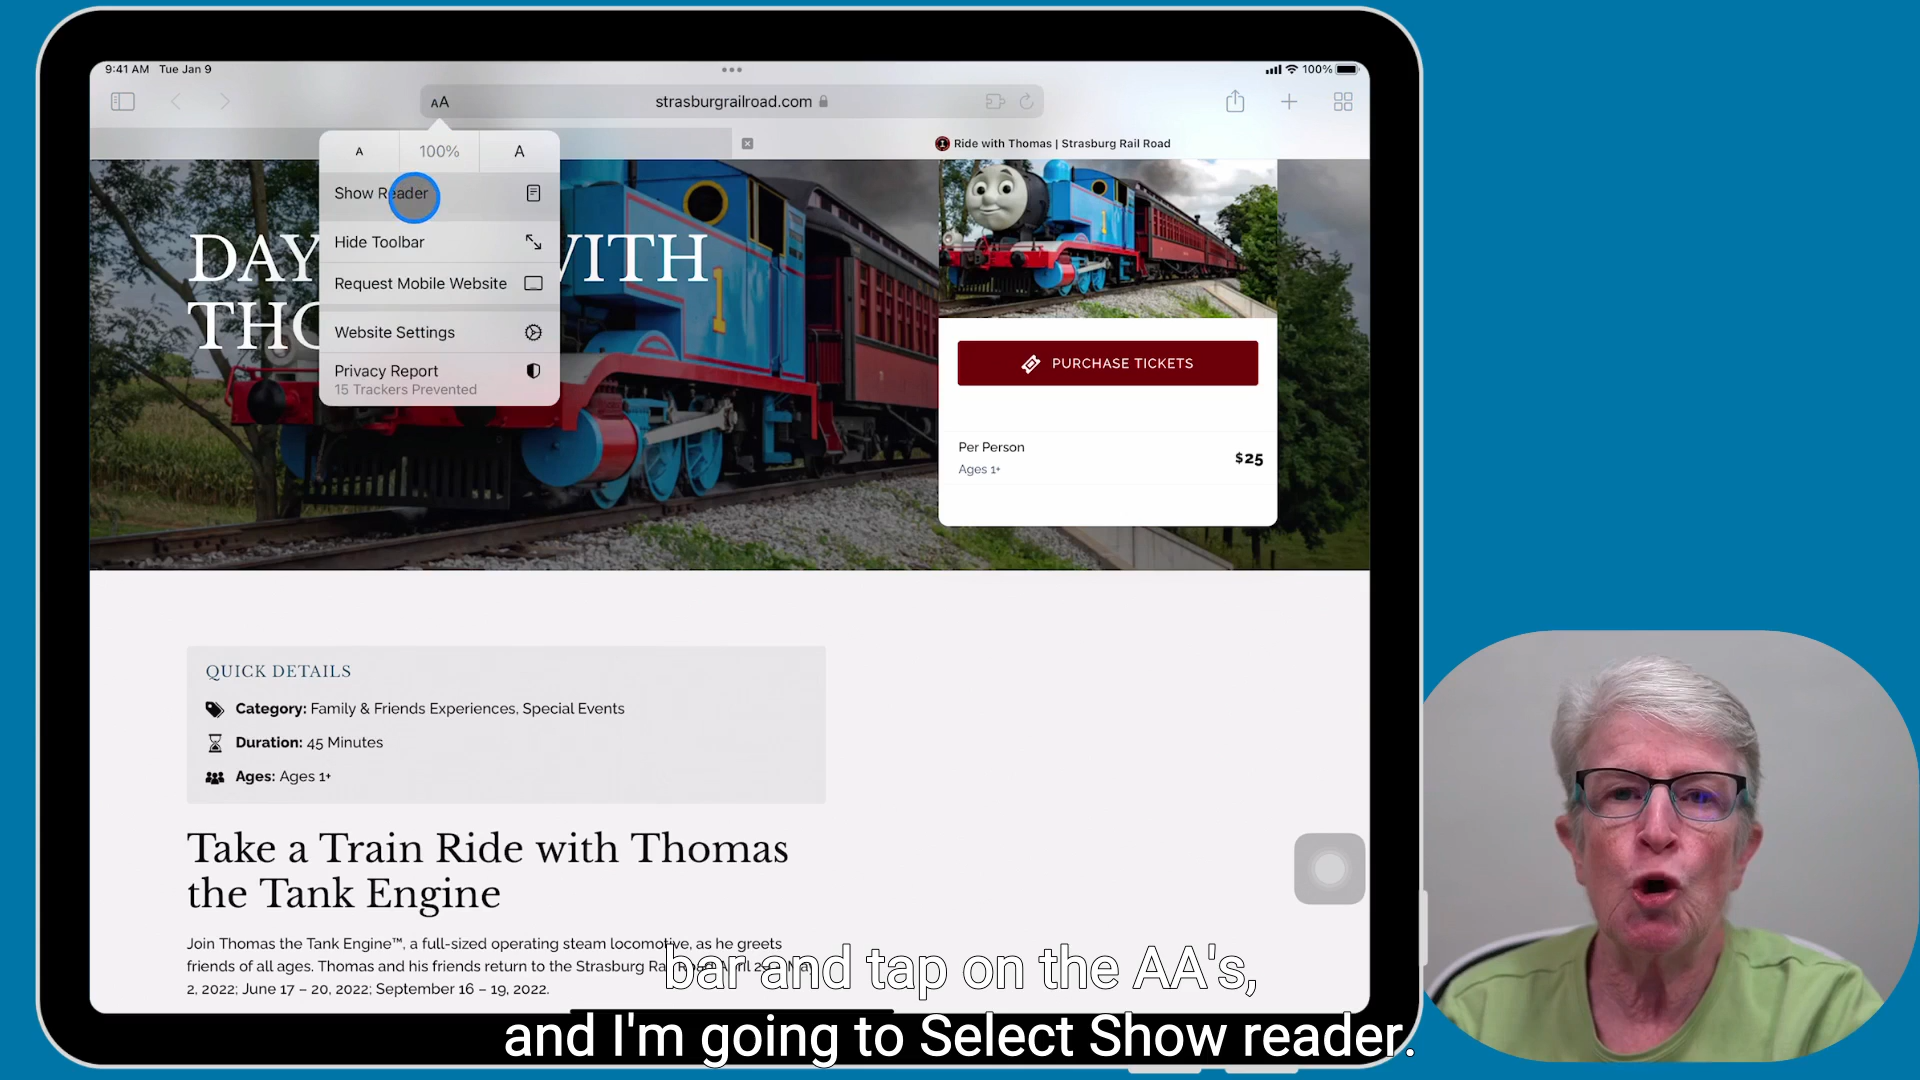 9:41 AM Tue Jan 9
100%
AA
strasburgrailroad.com
Ride with Thomas | Strasburg Rail Road
A 100% A
Show Reader
Hide Toolbar
Request Mobile Website
Website Settings
Privacy Report
15 Trackers Prevented
DAY WITH
THO
1
PURCHASE TICKETS
Per Person
Ages 1+
$25
QUICK DETAILS
Category: Family & Friends Experiences, Special Events
Duration: 45 Minutes
Ages: Ages 1+
Take a Train Ride with Thomas
the Tank Engine
Join Thomas the Tank Engine™, a full-sized operating steam locomotive, as he greets
friends of all ages. Thomas and his friends return to the Strasburg Rail Road April
2, 2022; June 17 – 20, 2022; September 16 – 19, 2022.
bar and tap on the AA's,
and I'm going to Select Show reader.